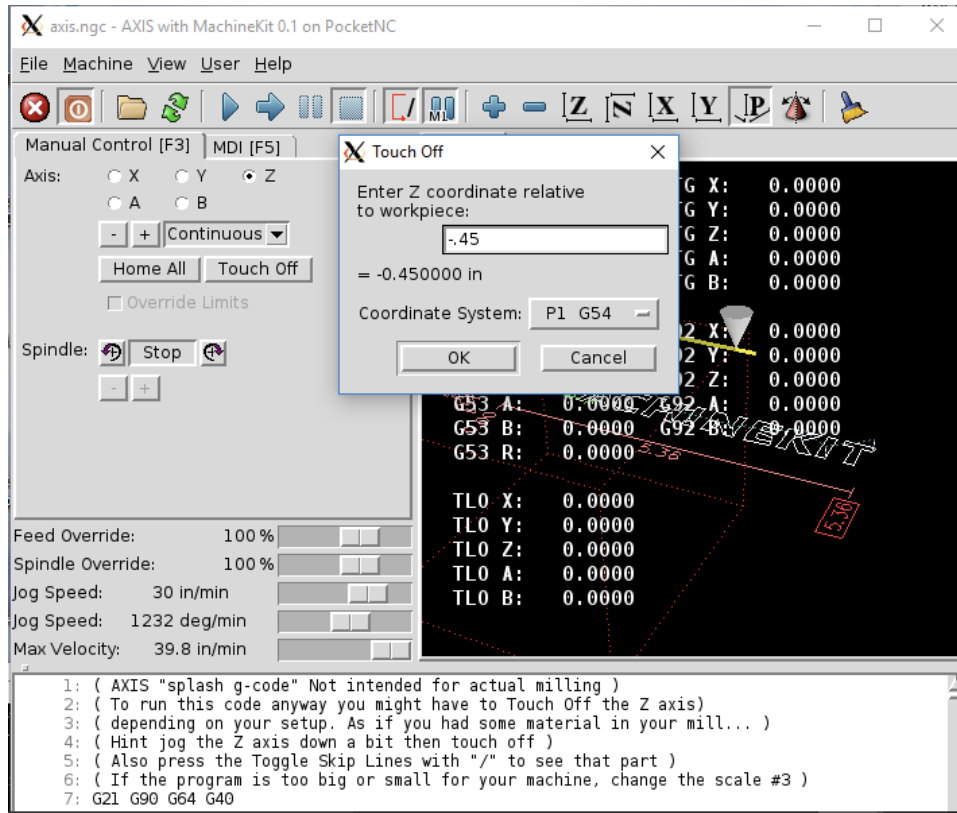 axis.ngc - AXIS with MachineKit 0.1 on PocketNC
File Machine View User Help
Z N X Y P
M1
Manual Control [F3] MDI [F5]
Axis: X Y Z
A B
- + Continuous
Home All Touch Off
Override Limits
Spindle: Stop
- +
Touch Off
Enter Z coordinate relative
to workpiece:
-.45
= -0.450000 in
Coordinate System: P1 G54
OK Cancel
G X: 0.0000
G Y: 0.0000
G Z: 0.0000
G A: 0.0000
G B: 0.0000
2 X: 0.0000
2 Y: 0.0000
2 Z: 0.0000
G53 A: 0.0000 G92 A: 0.0000
G53 B: 0.0000 G92 B: 0.0000
G53 R: 0.0000
5.36
5.36
TLO X: 0.0000
TLO Y: 0.0000
TLO Z: 0.0000
TLO A: 0.0000
TLO B: 0.0000
Feed Override: 100 %
Spindle Override: 100 %
Jog Speed: 30 in/min
Jog Speed: 1232 deg/min
Max Velocity: 39.8 in/min
1: ( AXIS "splash g-code" Not intended for actual milling )
2: ( To run this code anyway you might have to Touch Off the Z axis)
3: ( depending on your setup. As if you had some material in your mill... )
4: ( Hint jog the Z axis down a bit then touch off )
5: ( Also press the Toggle Skip Lines with "/" to see that part )
6: ( If the program is too big or small for your machine, change the scale #3 )
7: G21 G90 G64 G40